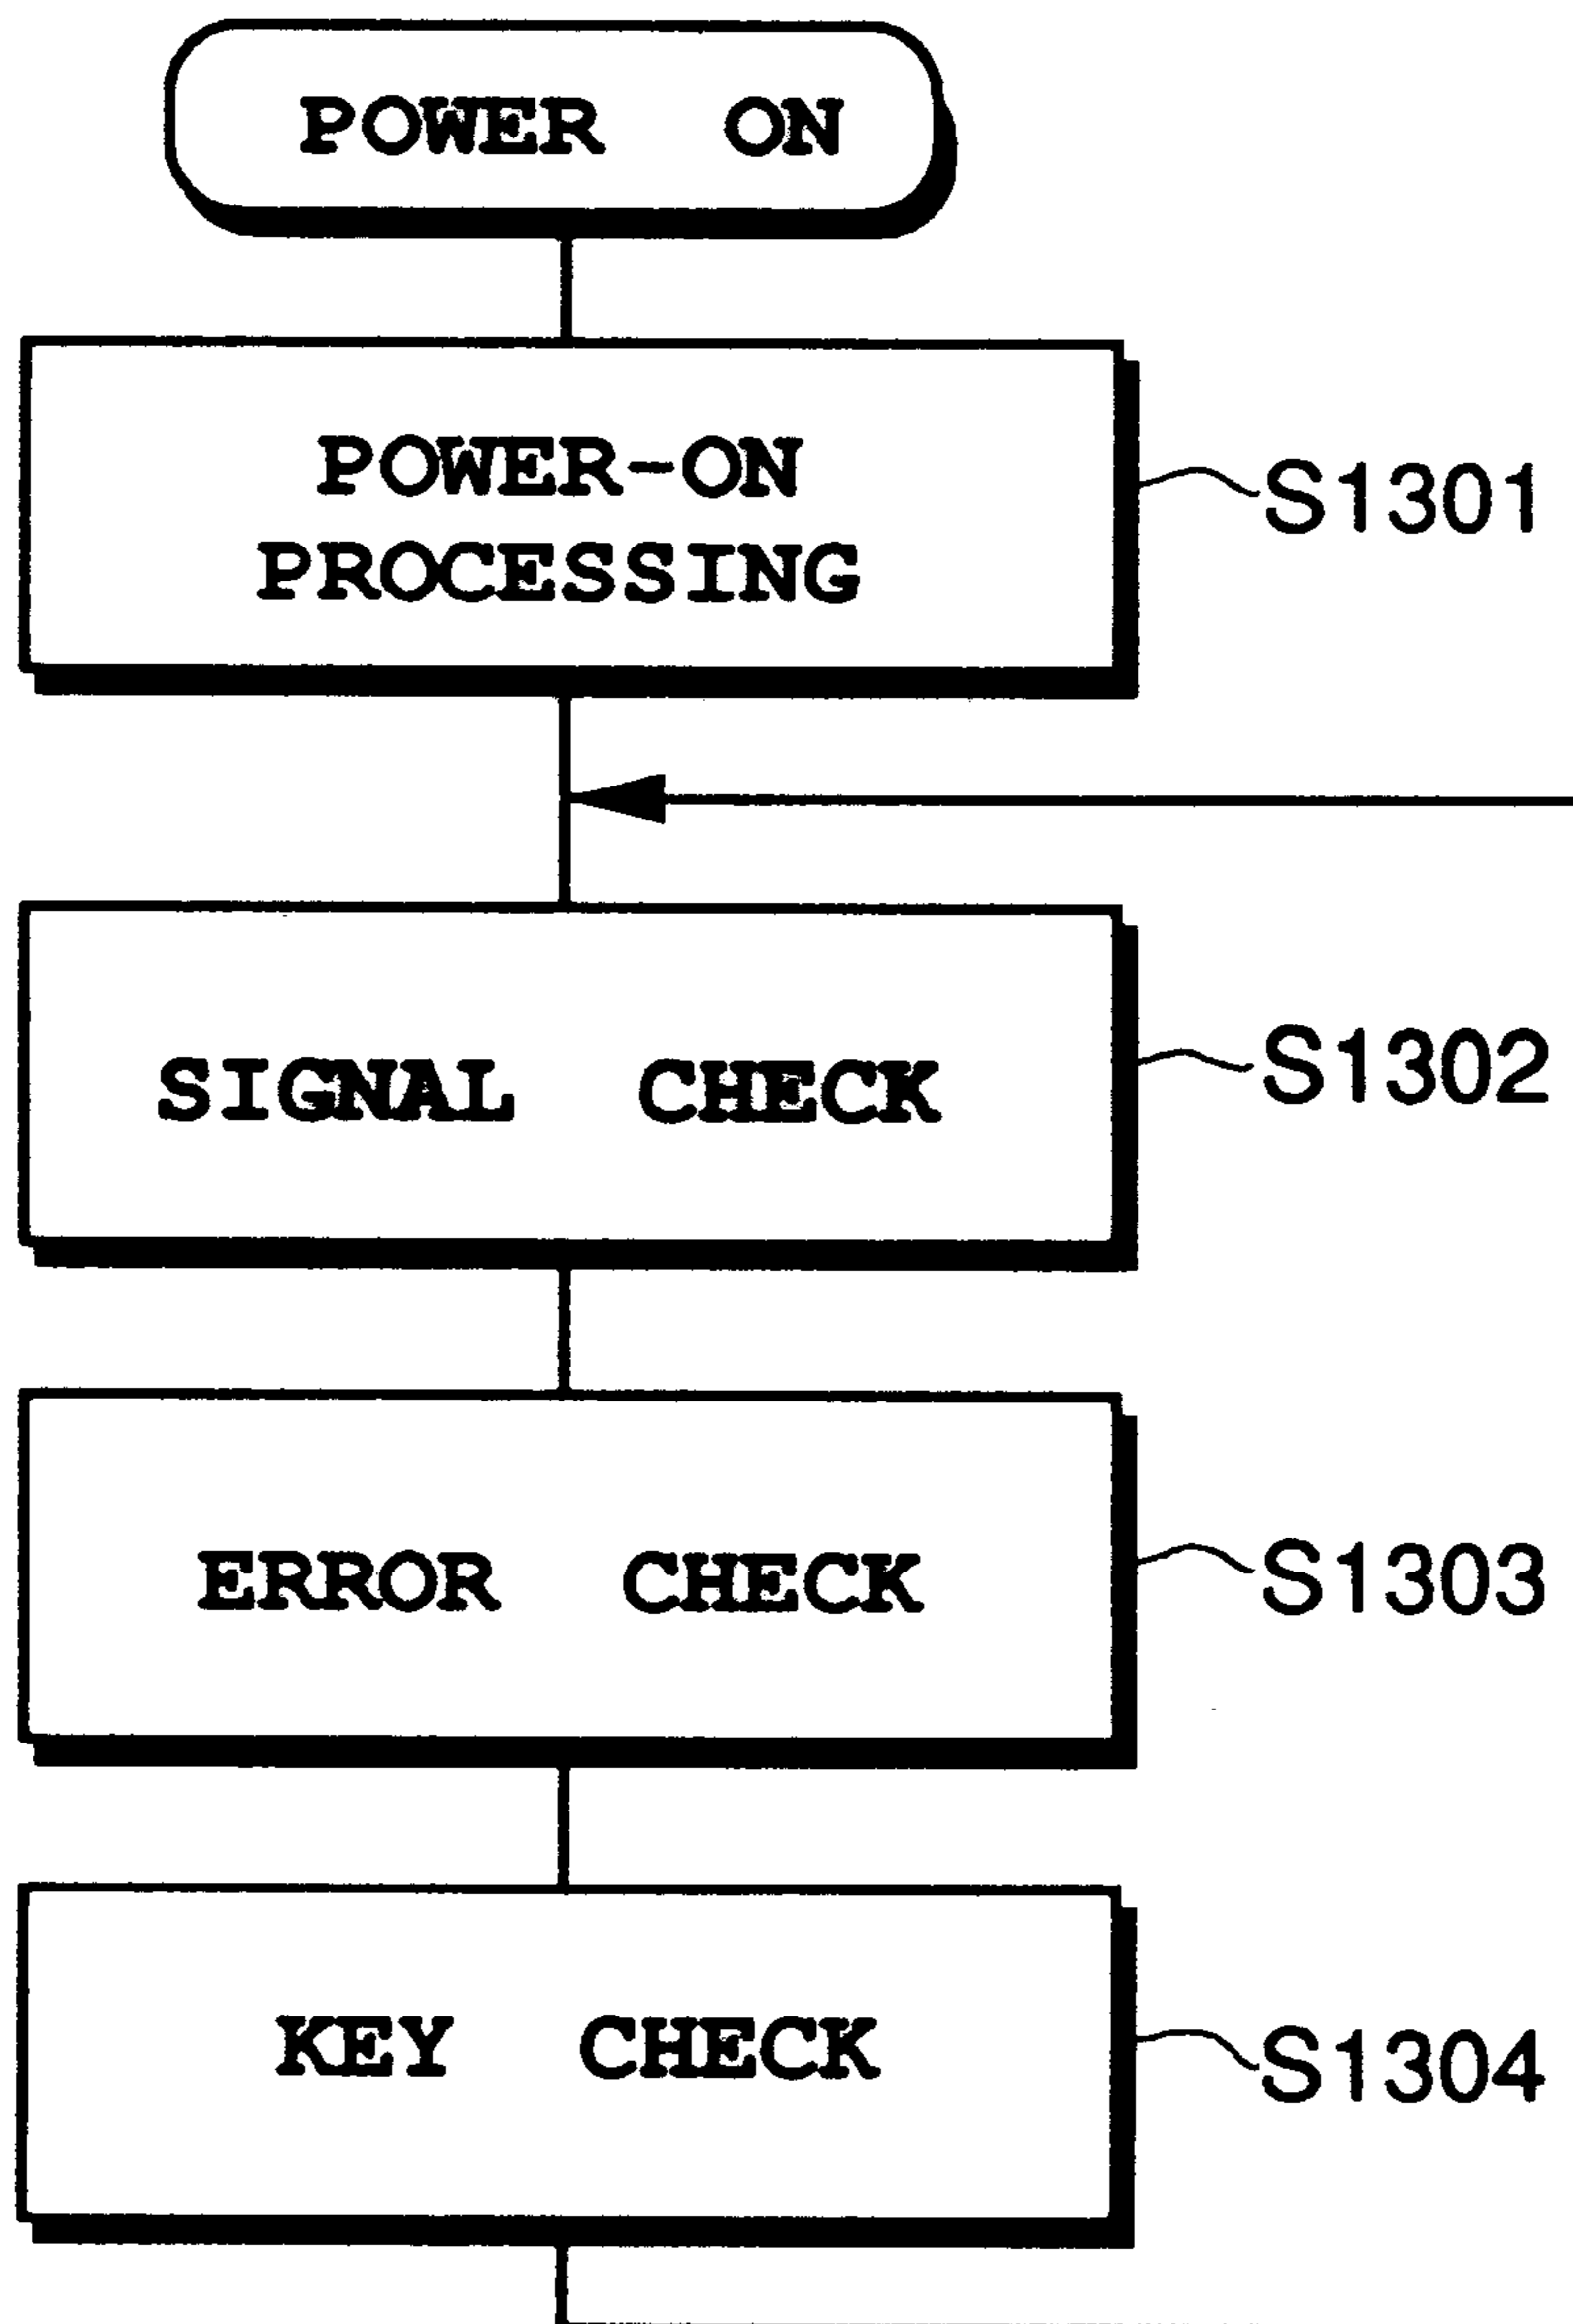 POWER ON
POWER-ON
PROCESSING
S1301
SIGNAL CHECK
S1302
ERROR CHECK
S1303
KEY CHECK
S1304